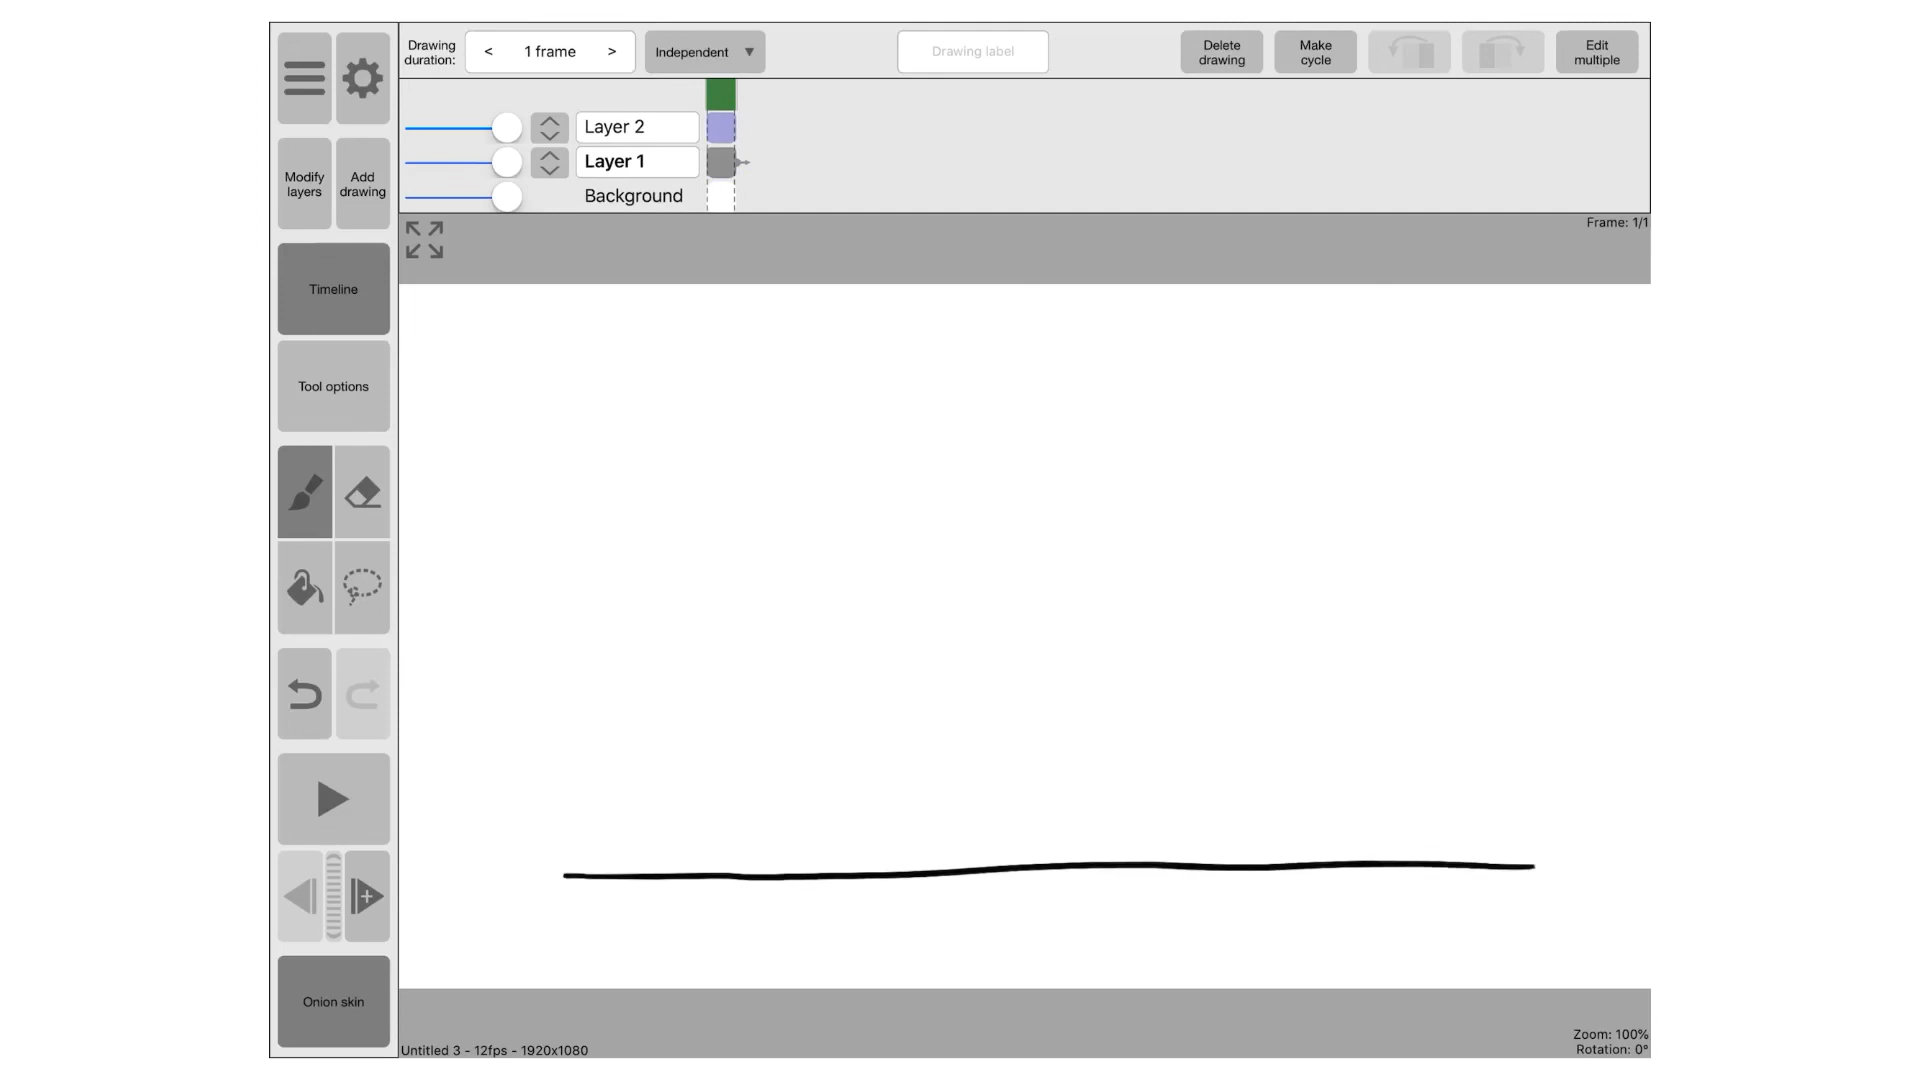 Drawing
duration:
< 1 frame >
Independent ▼
Drawing label
Delete
drawing
Make
cycle
Edit
multiple
Layer 2
Layer 1
Background
Modify
layers
Add
drawing
Frame: 1/1
Timeline
Tool options
Onion skin
Untitled 3 - 12fps - 1920x1080
Zoom: 100%
Rotation: 0°